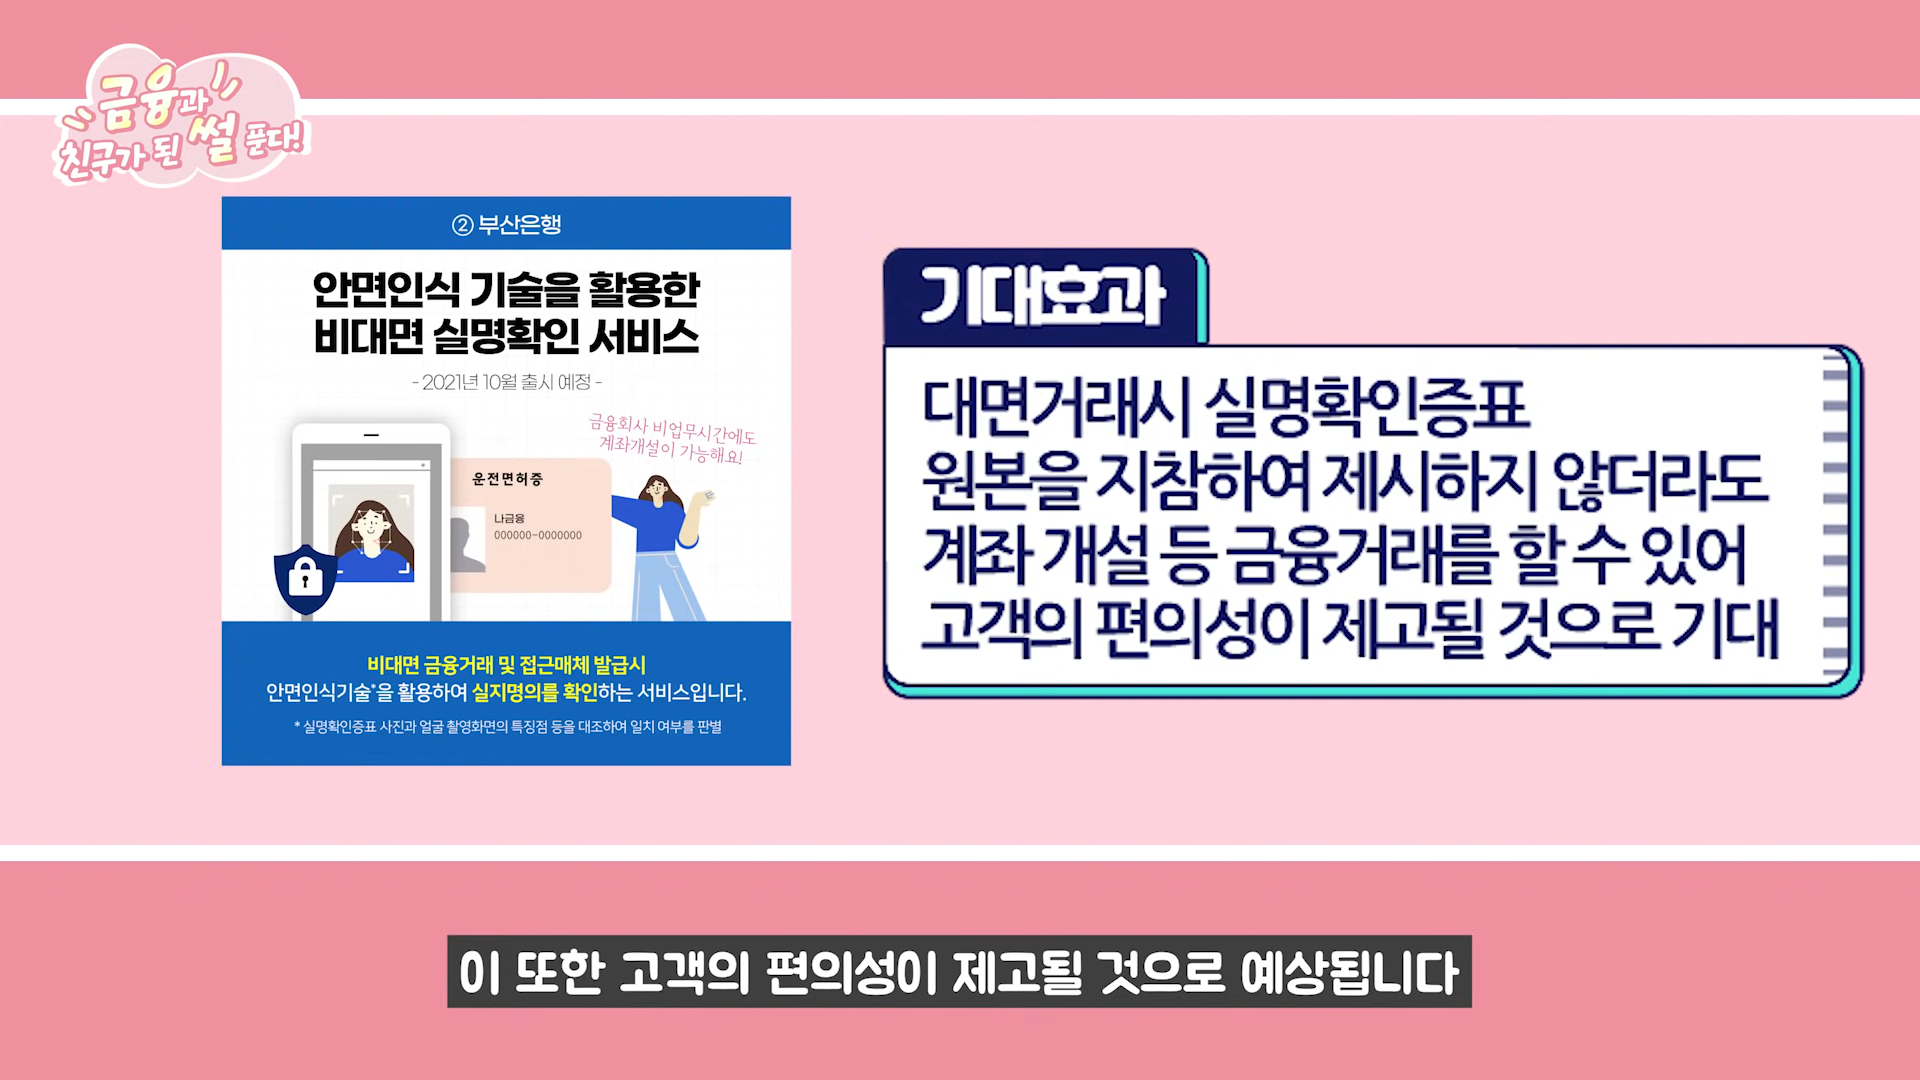 금융과
친구가 된 썰 푼다!
② 부산은행
안면인식 기술을 활용한
비대면 실명확인 서비스
- 2021년 10월 출시 예정 -
금융회사 비업무시간에도
계좌개설이 가능해요!
운전면허증
나금융
000000-0000000
비대면 금융거래 및 접근매체 발급시
안면인식기술*을 활용하여 실지명의를 확인하는 서비스입니다.
* 실명확인증표 사진과 얼굴 촬영화면의 특징점 등을 대조하여 일치 여부를 판별
기대효과
대면거래시 실명확인증표
원본을 지참하여 제시하지 않더라도
계좌 개설 등 금융거래를 할 수 있어
고객의 편의성이 제고될 것으로 기대
이 또한 고객의 편의성이 제고될 것으로 예상됩니다